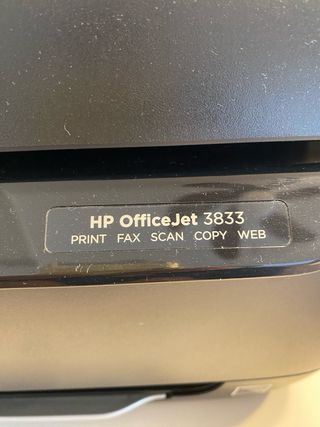 HP OfficeJet 3833
PRINT FAX SCAN COPY WEB